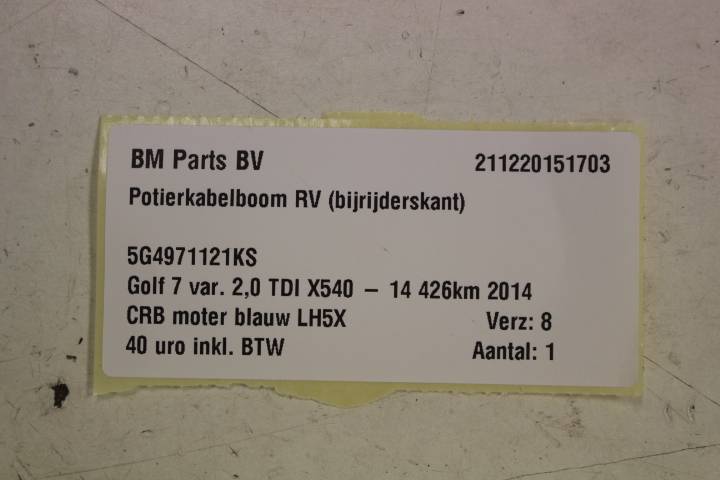 BM Parts BV 211220151703
Potierkabelboom RV (bijrijderskant)
5G4971121KS
Golf 7 var. 2,0 TDI X540 – 14 426km 2014
CRB moter blauw LH5X Verz: 8
40 uro inkl. BTW Aantal: 1